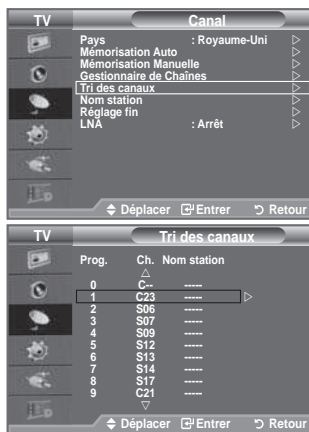 TV Canal
Pays : Royaume-Uni
Mémorisation Auto
Mémorisation Manuelle
Gestionnaire de Chaînes
Tri des canaux
Nom station
Réglage fin
LNA : Arrêt
Déplacer Entrer Retour
TV Tri des canaux
Prog. Ch. Nom station
0 C-- -----
1 C23 -----
2 S06 -----
3 S07 -----
4 S09 -----
5 S12 -----
6 S13 -----
7 S14 -----
8 S17 -----
9 C21 -----
Déplacer Entrer Retour